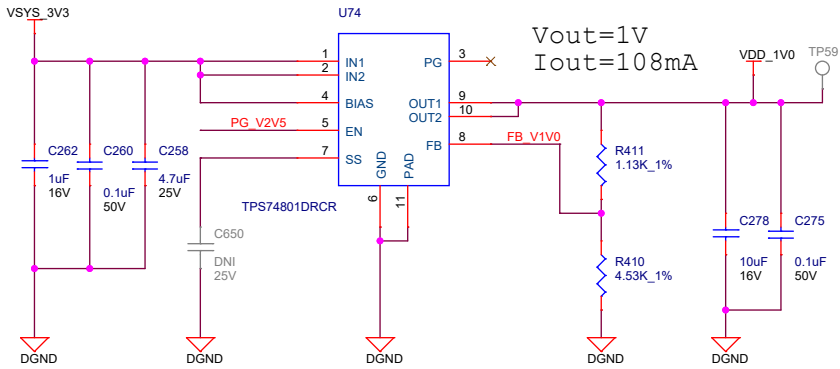 VSYS_3V3
U74
Vout=1V
Iout=108mA
VDD_1V0
TP59
1
IN1
2
IN2
4
BIAS
PG_V2V5
5
EN
7
SS
3
PG
9
OUT1
10
OUT2
8
FB
FB_V1V0
GND
PAD
6
11
TPS74801DRCR
C262
1uF
16V
C260
0.1uF
50V
C258
4.7uF
25V
C650
DNI
25V
R411
1.13K_1%
R410
4.53K_1%
C278
10uF
16V
C275
0.1uF
50V
DGND
DGND
DGND
DGND
DGND